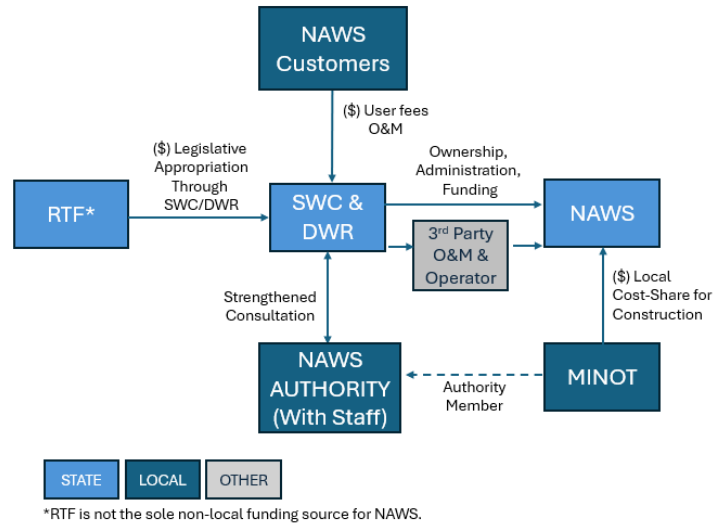 NAWS
Customers
($) User fees
O&M
($) Legislative
Appropriation
Through
SWC/DWR
Ownership,
Administration,
Funding
RTF*
SWC &
DWR
NAWS
3rd Party
O&M &
Operator
Strengthened
Consultation
($) Local
Cost-Share for
Construction
NAWS
AUTHORITY
(With Staff)
Authority
Member
MINOT
STATE
LOCAL
OTHER
*RTF is not the sole non-local funding source for NAWS.